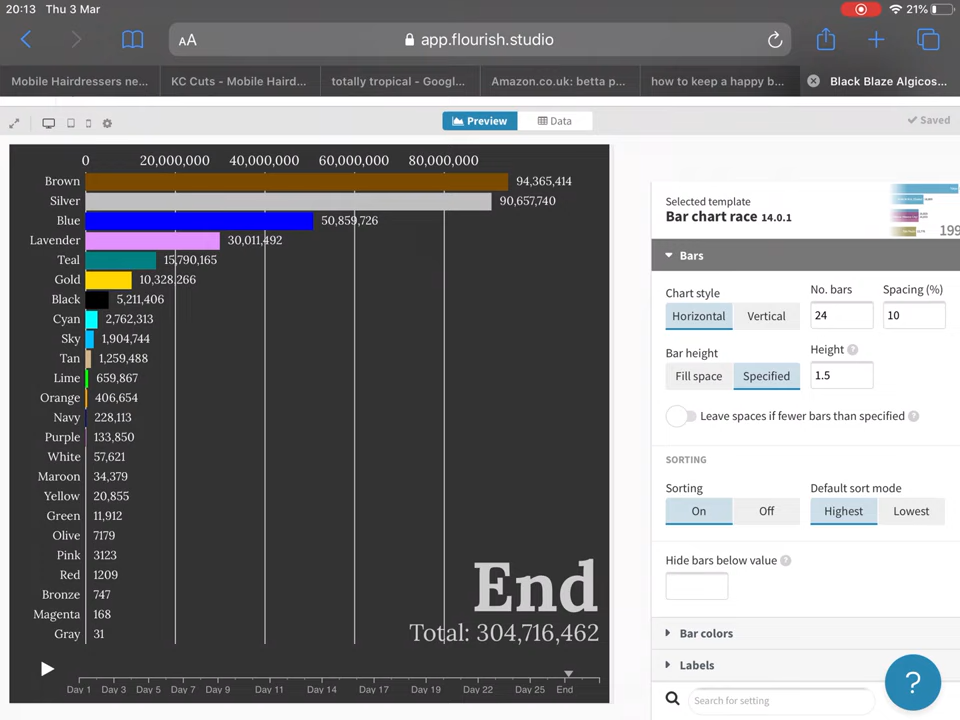 20:13 Thu 3 Mar 21%
AA app.flourish.studio
Mobile Hairdressers ne... KC Cuts - Mobile Haird... totally tropical - Googl... Amazon.co.uk: betta p... how to keep a happy b... Black Blaze Algicos...
Preview Data Saved
0 20,000,000 40,000,000 60,000,000 80,000,000
Brown 94,365,414
Silver 90,657,740
Blue 50,859,726
Lavender 30,011,492
Teal 15,790,165
Gold 10,328,266
Black 5,211,406
Cyan 2,762,313
Sky 1,904,744
Tan 1,259,488
Lime 659,867
Orange 406,654
Navy 228,113
Purple 133,850
White 57,621
Maroon 34,379
Yellow 20,855
Green 11,912
Olive 7179
Pink 3123
Red 1209
Bronze 747
Magenta 168
Gray 31
End
Total: 304,716,462
Day 1 Day 3 Day 5 Day 7 Day 9 Day 11 Day 14 Day 17 Day 19 Day 22 Day 25 End
Selected template
Bar chart race 14.0.1
199
Bars
Chart style No. bars Spacing (%)
Horizontal Vertical 24 10
Bar height Height ?
Fill space Specified 1.5
Leave spaces if fewer bars than specified ?
SORTING
Sorting Default sort mode
On Off Highest Lowest
Hide bars below value ?
Bar colors
Labels
Search for setting
?